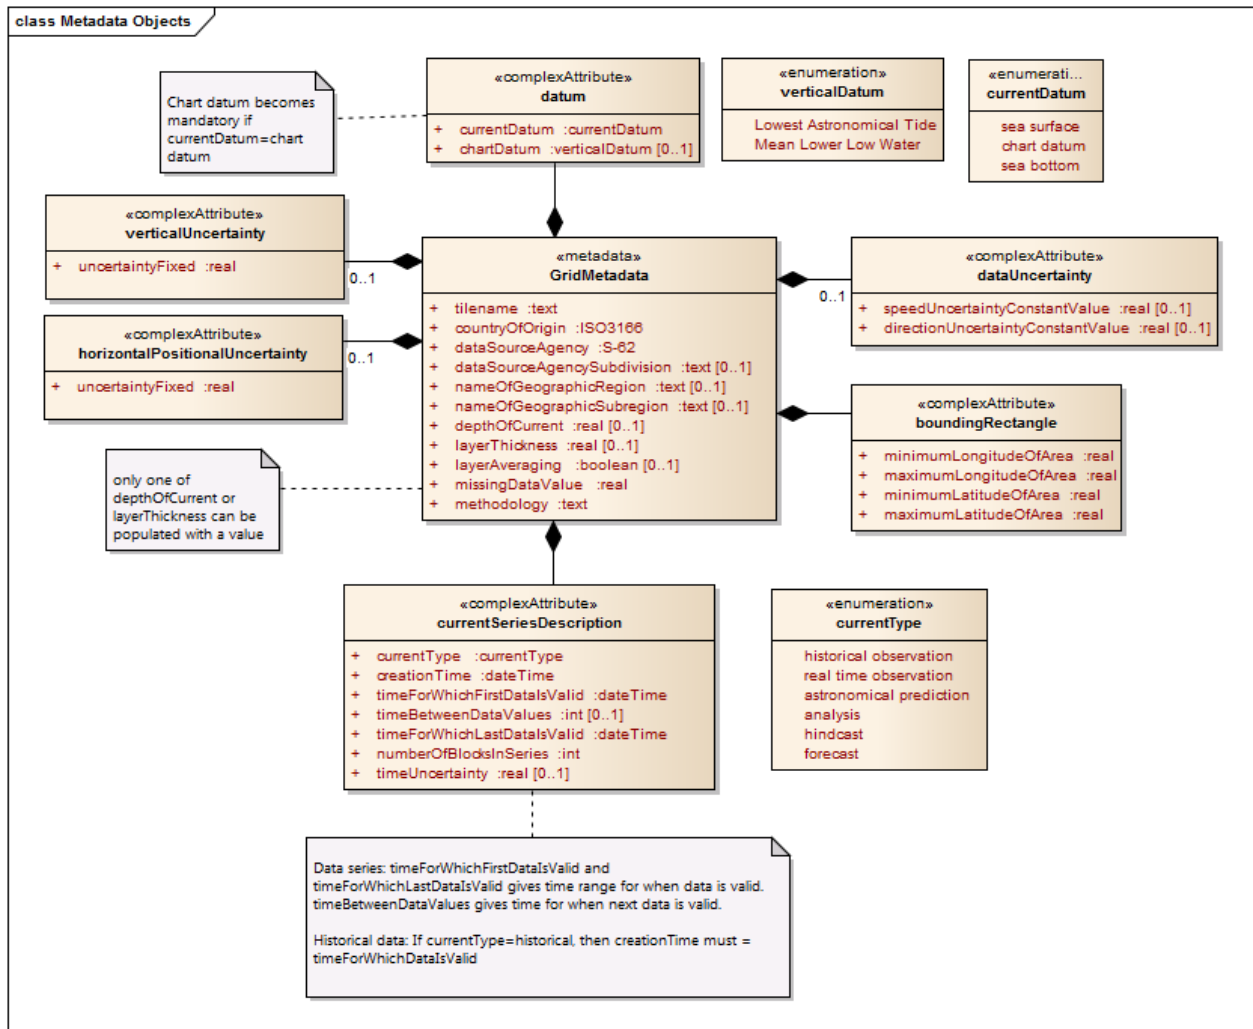 class Metadata Objects
Chart datum becomes
mandatory if
currentDatum=chart
datum
«complexAttribute»
datum
+ currentDatum :currentDatum
+ chartDatum :verticalDatum [0..1]
«enumeration»
verticalDatum
Lowest Astronomical Tide
Mean Lower Low Water
«enumerati...
currentDatum
sea surface
chart datum
sea bottom
«complexAttribute»
verticalUncertainty
+ uncertaintyFixed :real
0..1
«complexAttribute»
horizontalPositionalUncertainty
+ uncertaintyFixed :real
0..1
«metadata»
GridMetadata
+ tilename :text
+ countryOfOrigin :ISO3166
+ dataSourceAgency :S-62
+ dataSourceAgencySubdivision :text [0..1]
+ nameOfGeographicRegion :text [0..1]
+ nameOfGeographicSubregion :text [0..1]
+ depthOfCurrent :real [0..1]
+ layerThickness :real [0..1]
+ layerAveraging :boolean [0..1]
+ missingDataValue :real
+ methodology :text
«complexAttribute»
dataUncertainty
+ speedUncertaintyConstantValue :real [0..1]
+ directionUncertaintyConstantValue :real [0..1]
0..1
«complexAttribute»
boundingRectangle
+ minimumLongitudeOfArea :real
+ maximumLongitudeOfArea :real
+ minimumLatitudeOfArea :real
+ maximumLatitudeOfArea :real
only one of
depthOfCurrent or
layerThickness can be
populated with a value
«complexAttribute»
currentSeriesDescription
+ currentType :currentType
+ creationTime :dateTime
+ timeForWhichFirstDataIsValid :dateTime
+ timeBetweenDataValues :int [0..1]
+ timeForWhichLastDataIsValid :dateTime
+ numberOfBlocksInSeries :int
+ timeUncertainty :real [0..1]
«enumeration»
currentType
historical observation
real time observation
astronomical prediction
analysis
hindcast
forecast
Data series: timeForWhichFirstDataIsValid and
timeForWhichLastDataIsValid gives time range for when data is valid.
timeBetweenDataValues gives time for when next data is valid.
Historical data: If currentType=historical, then creationTime must =
timeForWhichDataIsValid